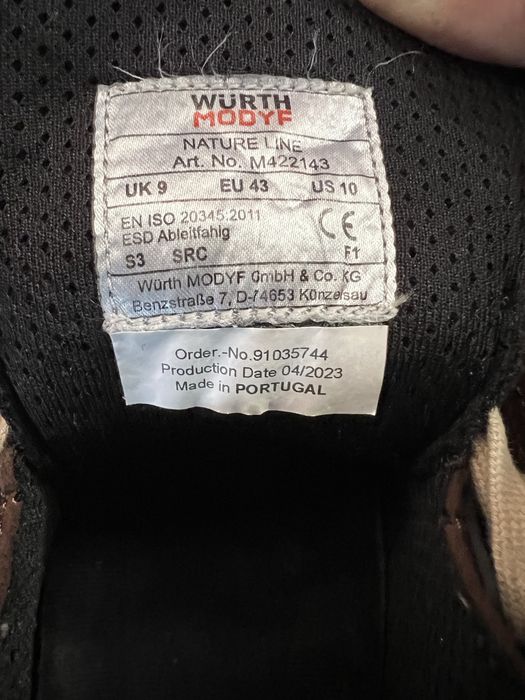 WÜRTH
MODYF
NATURE LINE
Art. No. M422143
UK 9 EU 43 US 10
EN ISO 20345:2011
ESD Ableitfähig
CE
S3 SRC F1
Würth MODYF GmbH & Co. KG
Benzstraße 7, D-74653 Künzelsau
Order.-No.91035744
Production Date 04/2023
Made in PORTUGAL